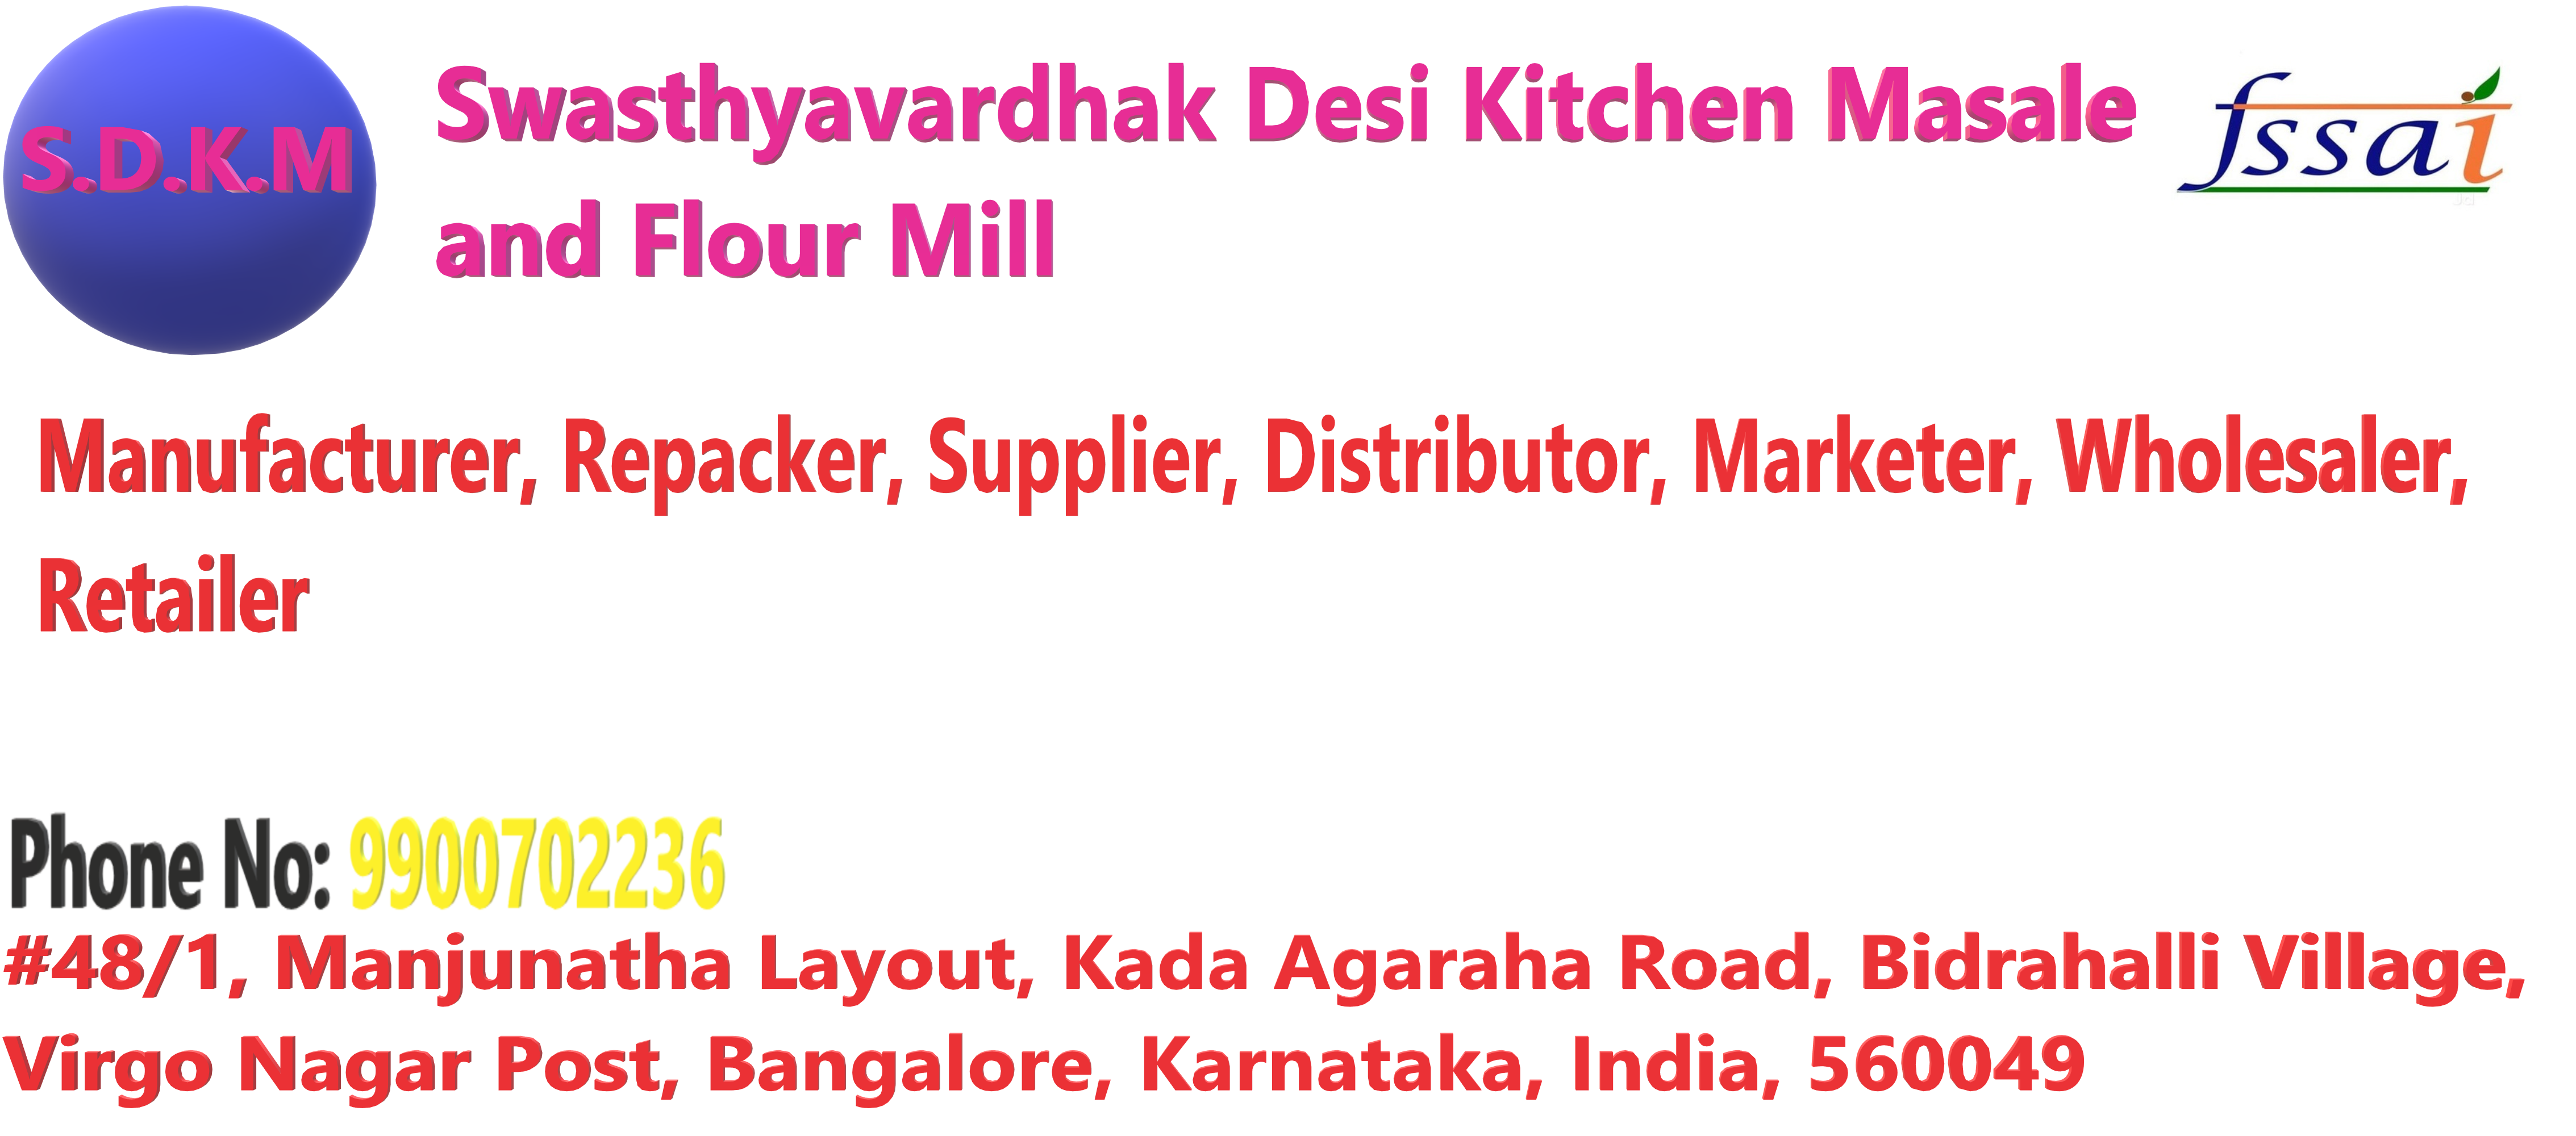 S.D.K.M
Swasthyavardhak Desi Kitchen Masale
and Flour Mill
fssai
Manufacturer, Repacker, Supplier, Distributor, Marketer, Wholesaler,
Retailer
Phone No: 9900702236
#48/1, Manjunatha Layout, Kada Agaraha Road, Bidrahalli Village,
Virgo Nagar Post, Bangalore, Karnataka, India, 560049